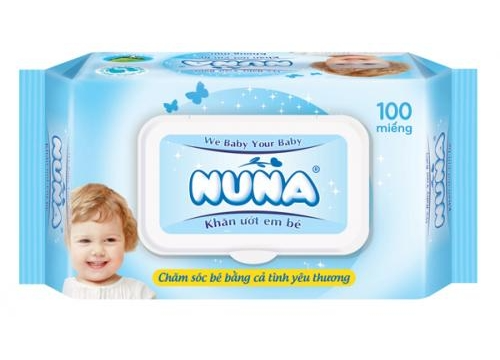 100
miếng
We Baby Your Baby
NUNA®
Khăn ướt em bé
Chăm sóc bé bằng cả tình yêu thương